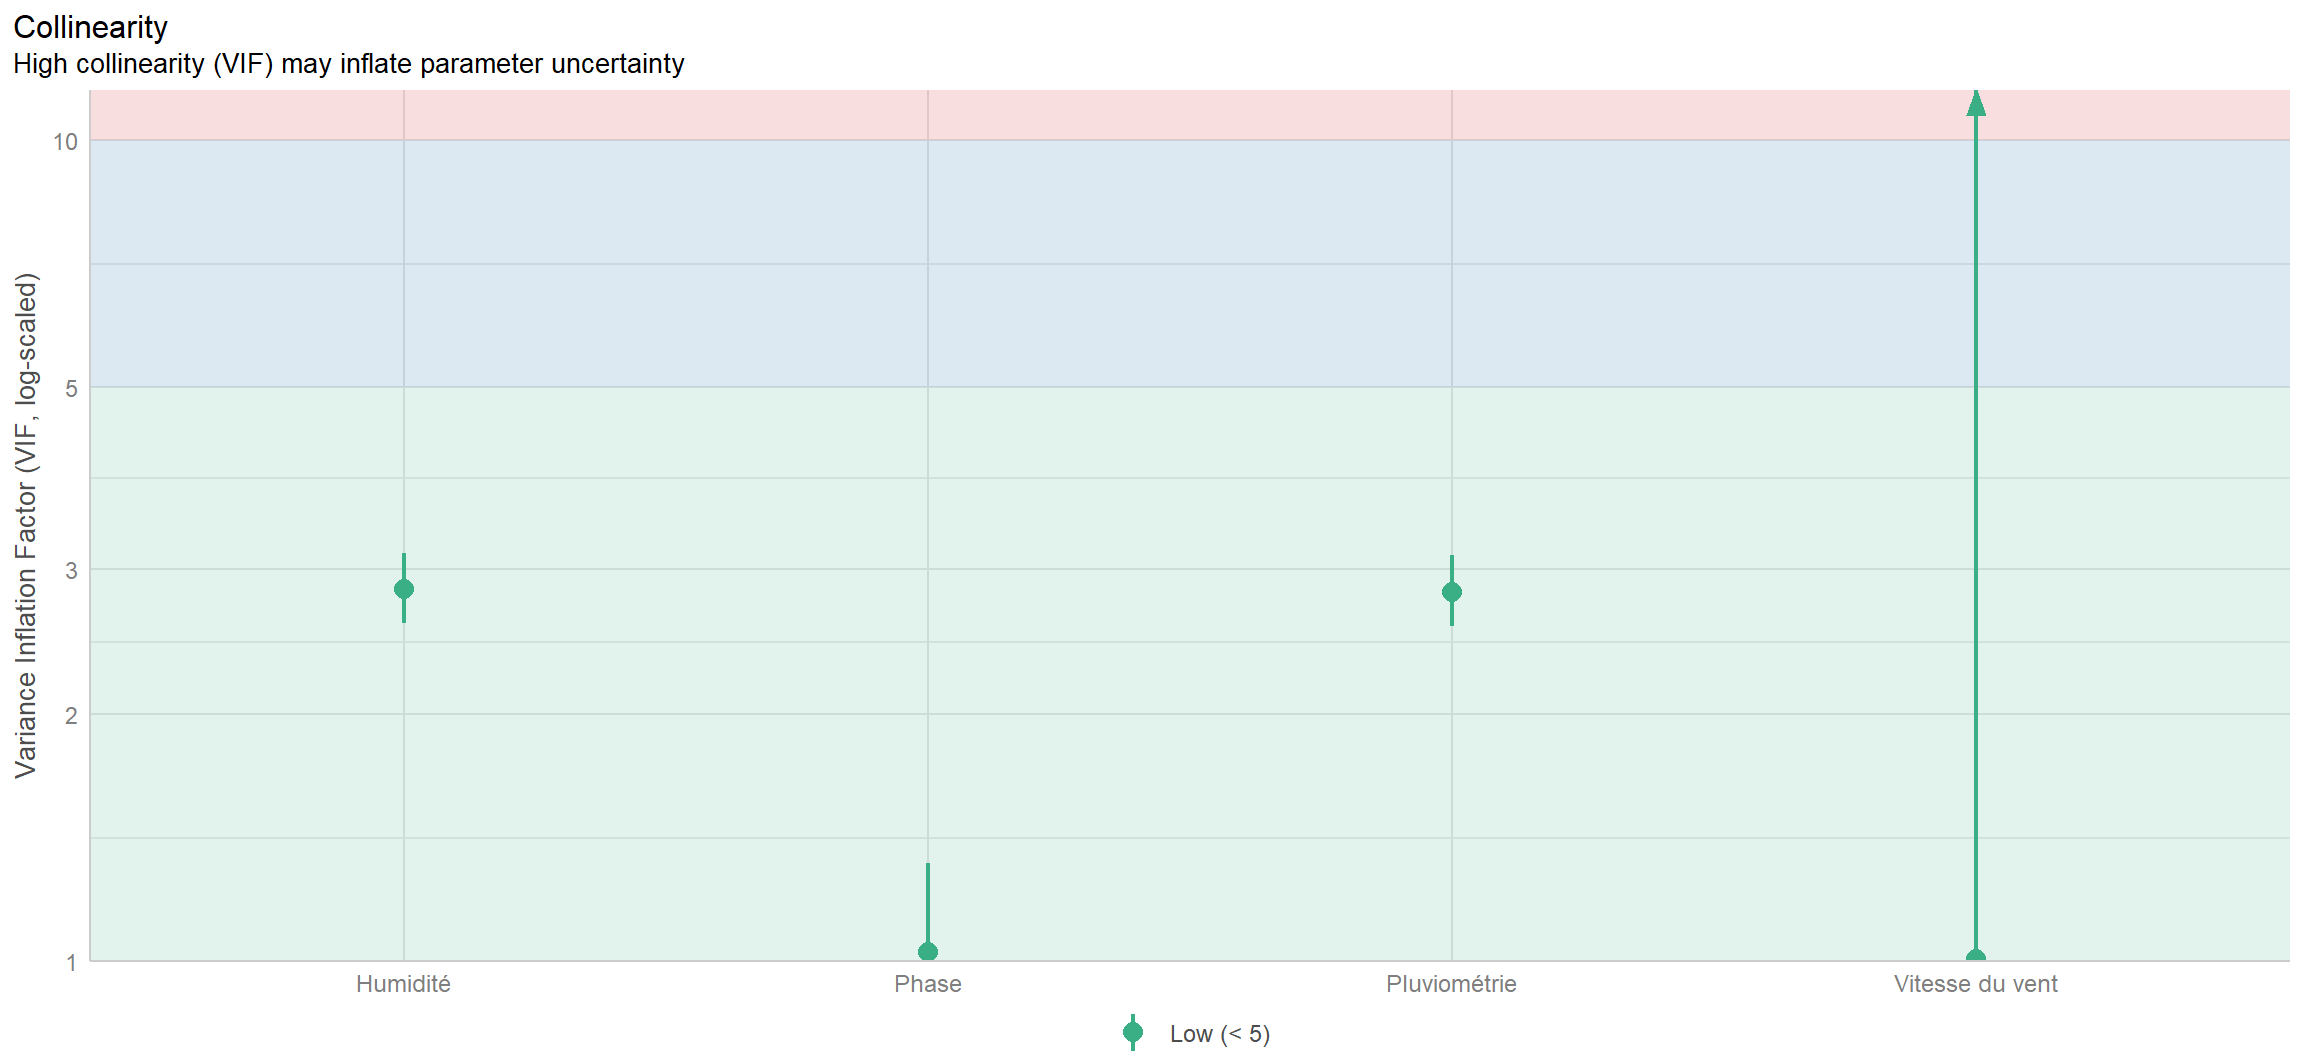 Collinearity
High collinearity (VIF) may inflate parameter uncertainty
Variance Inflation Factor (VIF, log-scaled)
10
5
3
2
1
Humidité
Phase
Pluviométrie
Vitesse du vent
Low (< 5)